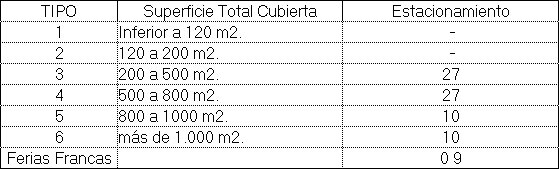 TIPO Superficie Total Cubierta Estacionamiento
1 Inferior a 120 m2. -
2 120 a 200 m2. -
3 200 a 500 m2. 27
4 500 a 800 m2. 27
5 800 a 1000 m2. 10
6 más de 1.000 m2. 10
Ferias Francas 0 9